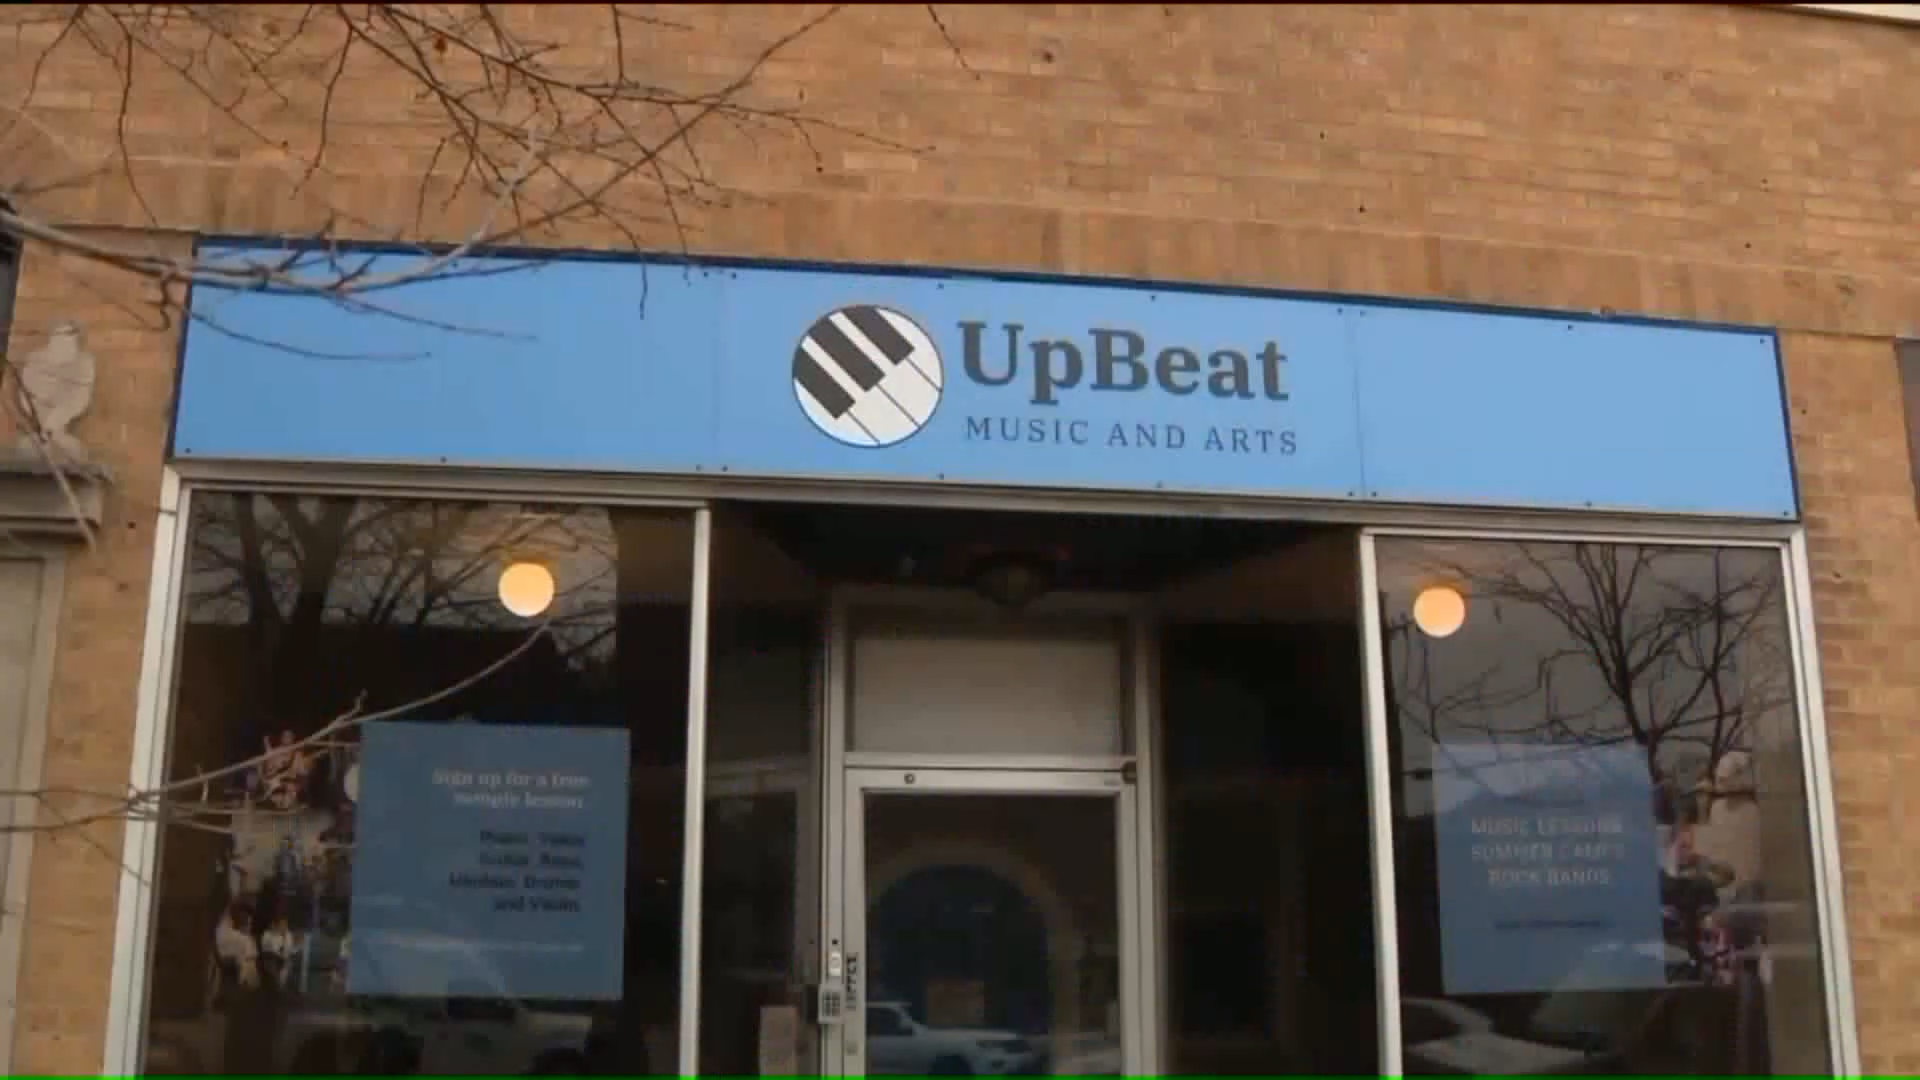 UpBeat
MUSIC AND ARTS
Sign up for a free
sample lesson
Piano, Voice
Guitar, Bass,
Ukulele, Drums
and Violin
MUSIC LESSONS
SUMMER CAMPS
ROCK BANDS